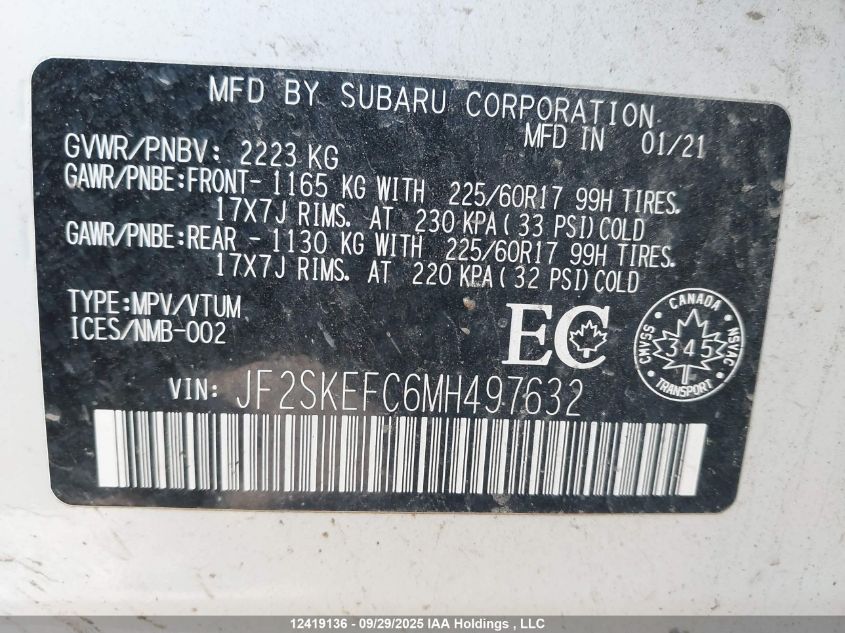 MFD BY SUBARU CORPORATION
MFD IN 01/21
GVWR/PNBV: 2223 KG
GAWR/PNBE:FRONT- 1165 KG WITH 225/60R17 99H TIRES.
17X7J RIMS. AT 230 KPA(33 PSI)COLD
GAWR/PNBE:REAR - 1130 KG WITH 225/60R17 99H TIRES.
17X7J RIMS. AT 220 KPA(32 PSI)COLD
TYPE:MPV/VTUM
ICES/NMB-002
EC
CANADA
CMVSS
345
NSVAC
TRANSPORT
VIN: JF2SKEFC6MH497632
12419136 - 09/29/2025 IAA Holdings , LLC